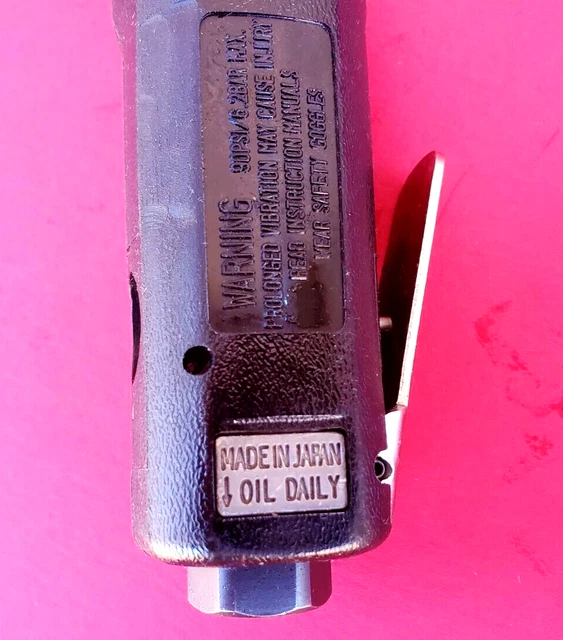 WARNING 90PSI/6.2BAR MAX.
PROLONGED VIBRATION MAY CAUSE INJURY
READ INSTRUCTION MANUALS
WEAR SAFETY GOGGLES
MADE IN JAPAN
↓ OIL DAILY